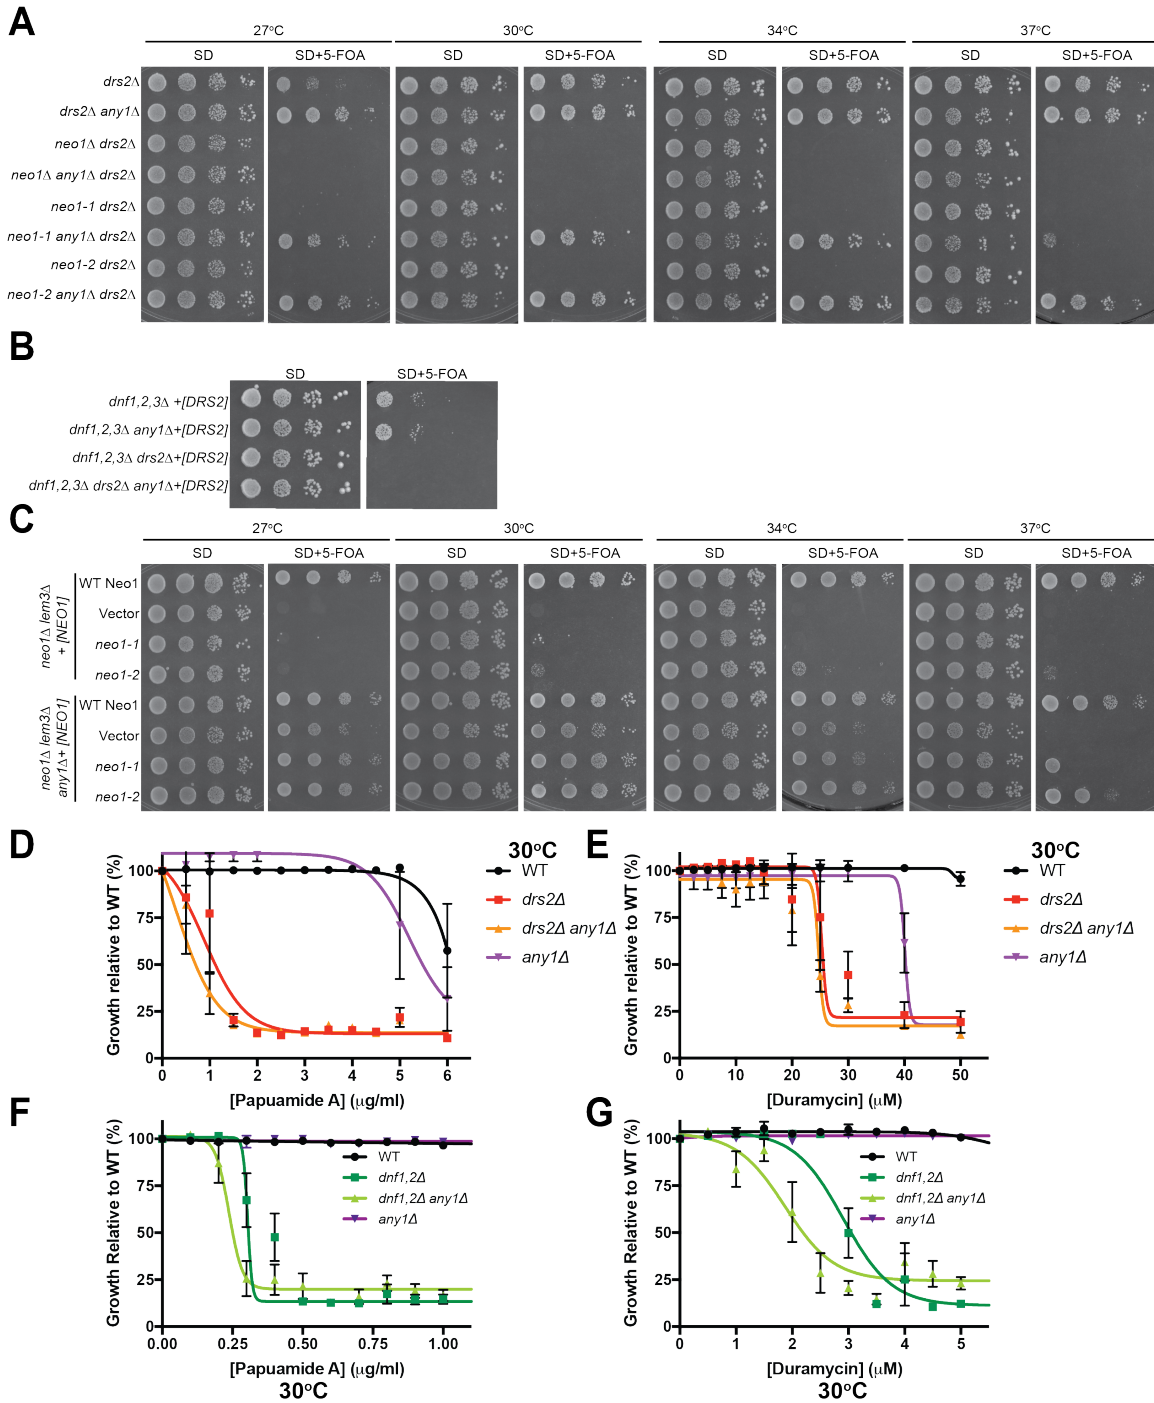 A
27°C 30°C 34°C 37°C
SD SD+5-FOA SD SD+5-FOA SD SD+5-FOA SD SD+5-FOA
drs2Δ
drs2Δ any1Δ
neo1Δ drs2Δ
neo1Δ any1Δ drs2Δ
neo1-1 drs2Δ
neo1-1 any1Δ drs2Δ
neo1-2 drs2Δ
neo1-2 any1Δ drs2Δ
B
SD SD+5-FOA
dnf1,2,3Δ +[DRS2]
dnf1,2,3Δ any1Δ+[DRS2]
dnf1,2,3Δ drs2Δ+[DRS2]
dnf1,2,3Δ drs2Δ any1Δ+[DRS2]
C
27°C 30°C 34°C 37°C
SD SD+5-FOA SD SD+5-FOA SD SD+5-FOA SD SD+5-FOA
neo1Δ lem3Δ
+ [NEO1]
WT Neo1
Vector
neo1-1
neo1-2
neo1Δ lem3Δ
any1Δ+ [NEO1]
WT Neo1
Vector
neo1-1
neo1-2
D
30°C
Growth relative to WT (%)
100
75
50
25
0
0 1 2 3 4 5 6
[Papuamide A] (µg/ml)
WT
drs2Δ
drs2Δ any1Δ
any1Δ
E
30°C
Growth relative to WT (%)
100
75
50
25
0
0 10 20 30 40 50
[Duramycin] (µM)
WT
drs2Δ
drs2Δ any1Δ
any1Δ
F
Growth Relative to WT (%)
100
75
50
25
0
0.00 0.25 0.50 0.75 1.00
[Papuamide A] (µg/ml)
30°C
WT
dnf1,2Δ
dnf1,2Δ any1Δ
any1Δ
G
Growth Relative to WT (%)
100
75
50
25
0
0 1 2 3 4 5
[Duramycin] (µM)
30°C
WT
dnf1,2Δ
dnf1,2Δ any1Δ
any1Δ